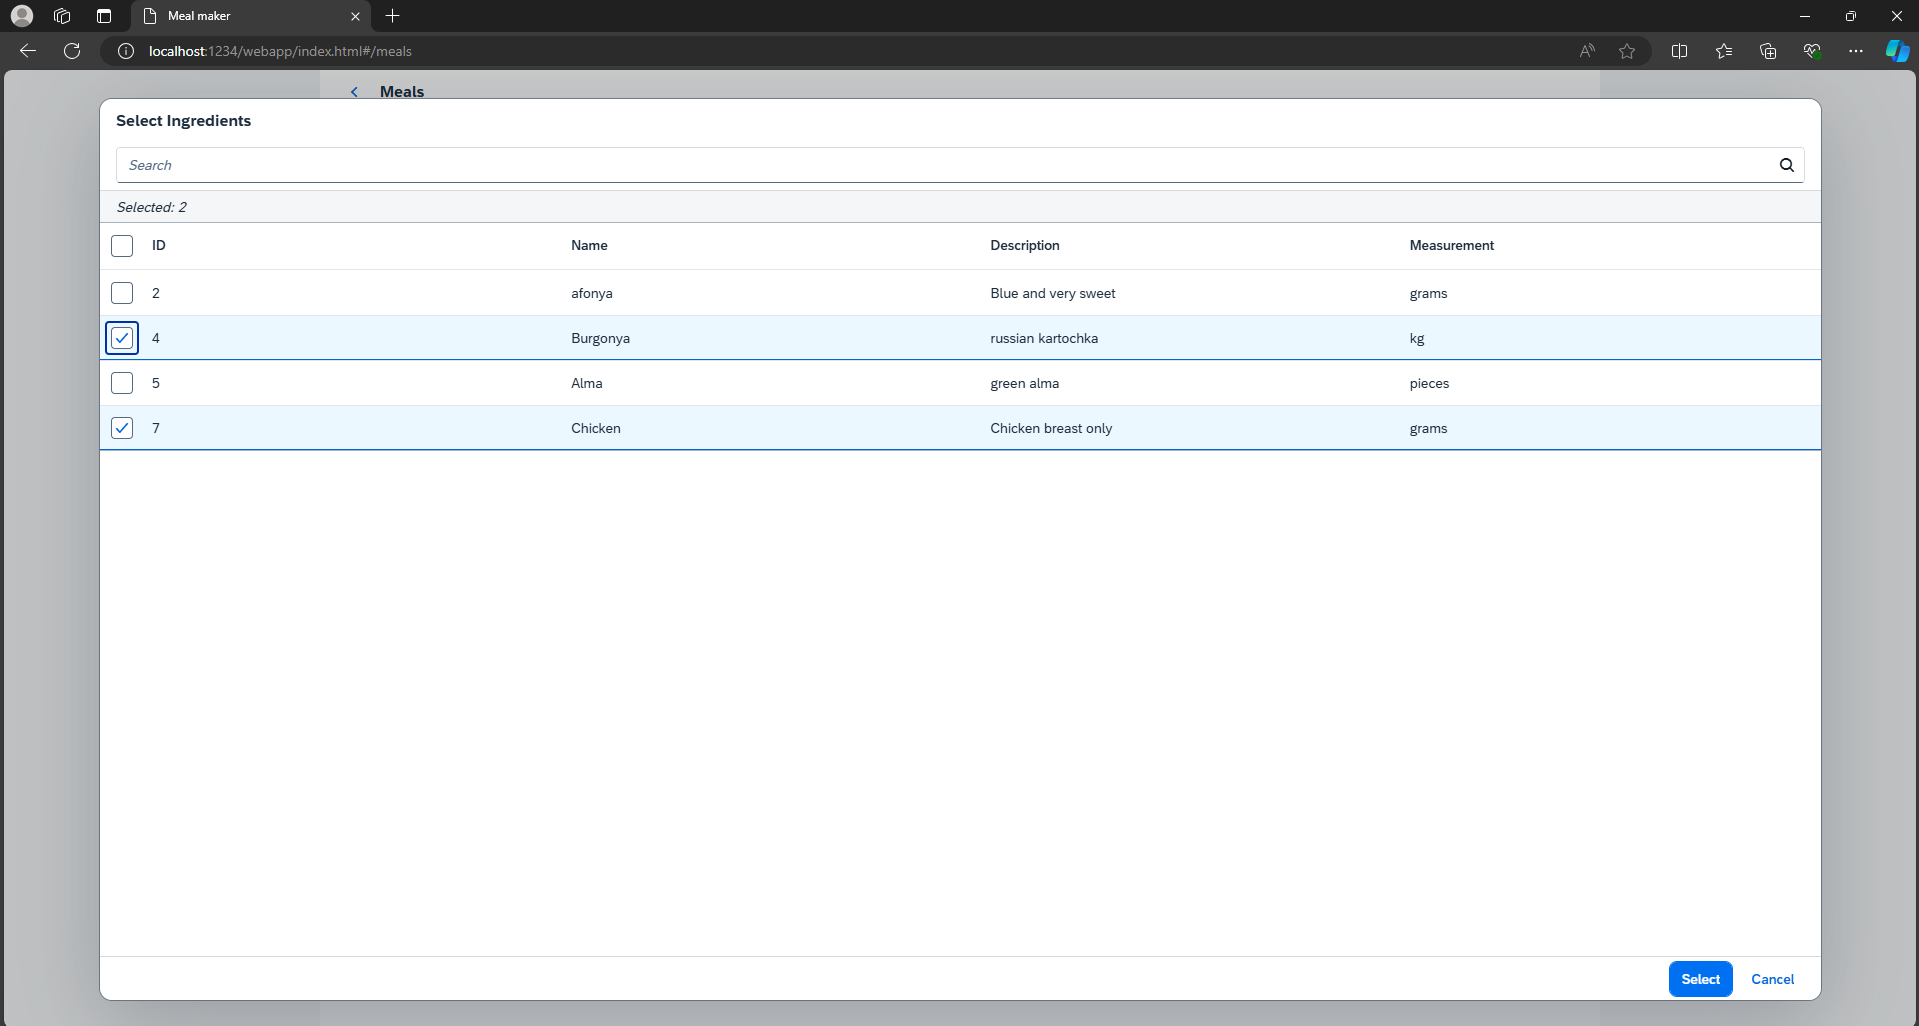 Meal maker
localhost:1234/webapp/index.html#/meals
Meals
Select Ingredients
Search
Selected: 2
ID Name Description Measurement
2 afonya Blue and very sweet grams
4 Burgonya russian kartochka kg
5 Alma green alma pieces
7 Chicken Chicken breast only grams
Select Cancel